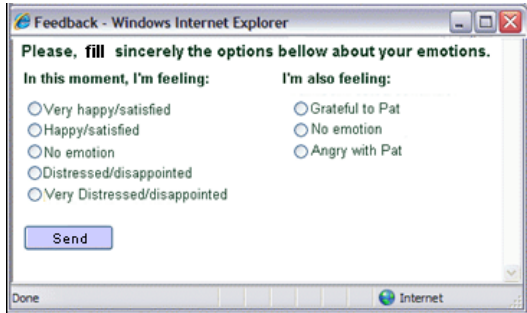 Feedback - Windows Internet Explorer
Please, fill sincerely the options bellow about your emotions.
In this moment, I'm feeling:
Very happy/satisfied
Happy/satisfied
No emotion
Distressed/disappointed
Very Distressed/disappointed
I'm also feeling:
Grateful to Pat
No emotion
Angry with Pat
Send
Done
Internet